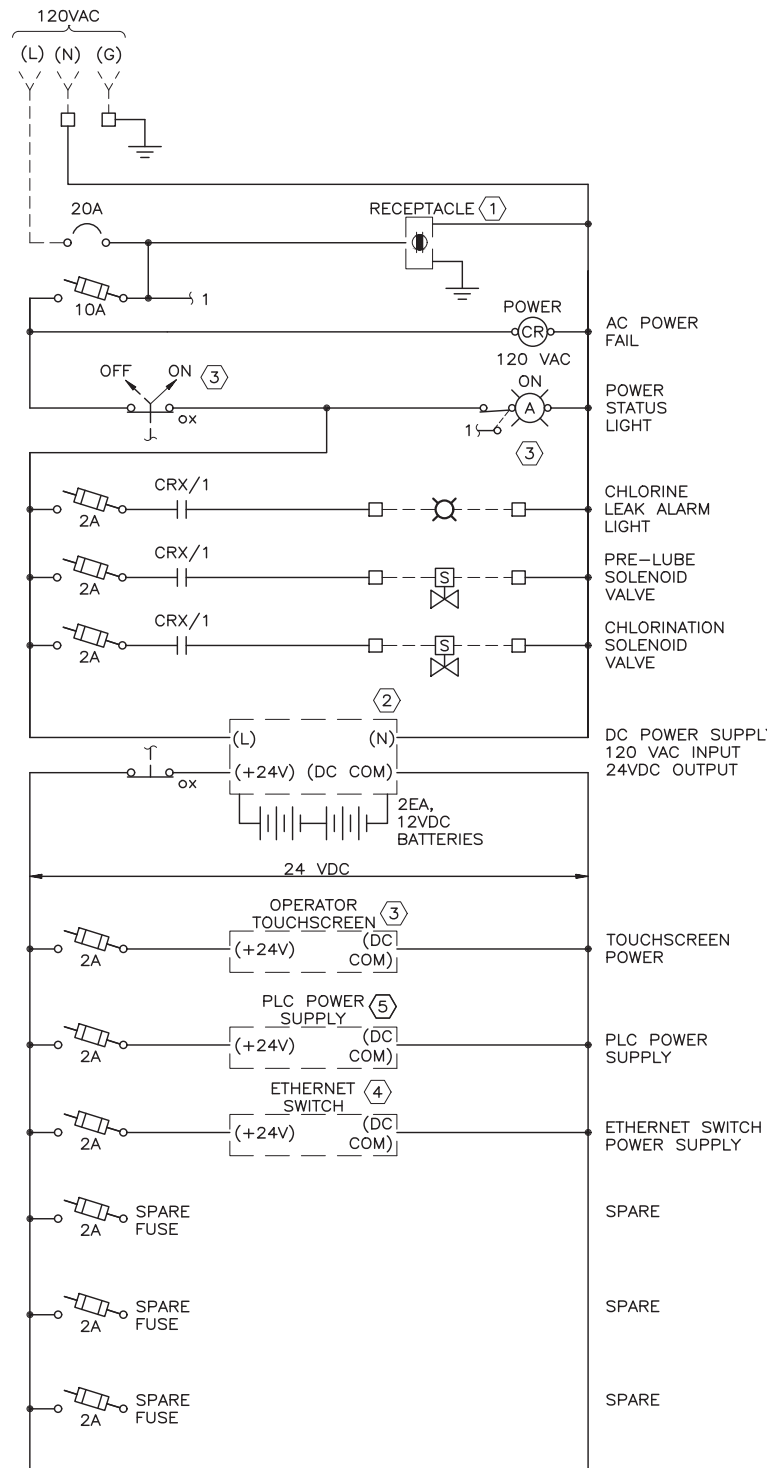 120VAC
(L) (N) (G)
20A
RECEPTACLE 1
10A
1
POWER
CR
120 VAC
AC POWER
FAIL
OFF ON 3
OX
ON
A
1
3
POWER
STATUS
LIGHT
CRX/1
2A
CHLORINE
LEAK ALARM
LIGHT
CRX/1
2A
S
PRE-LUBE
SOLENOID
VALVE
CRX/1
2A
S
CHLORINATION
SOLENOID
VALVE
2
(L) (N)
(+24V) (DC COM)
OX
DC POWER SUPPLY
120 VAC INPUT
24VDC OUTPUT
2EA,
12VDC
BATTERIES
24 VDC
OPERATOR
TOUCHSCREEN 3
2A
(+24V) (DC
COM)
TOUCHSCREEN
POWER
PLC POWER
SUPPLY 5
2A
(+24V) (DC
COM)
PLC POWER
SUPPLY
ETHERNET
SWITCH 4
2A
(+24V) (DC
COM)
ETHERNET SWITCH
POWER SUPPLY
2A
SPARE
FUSE
SPARE
2A
SPARE
FUSE
SPARE
2A
SPARE
FUSE
SPARE